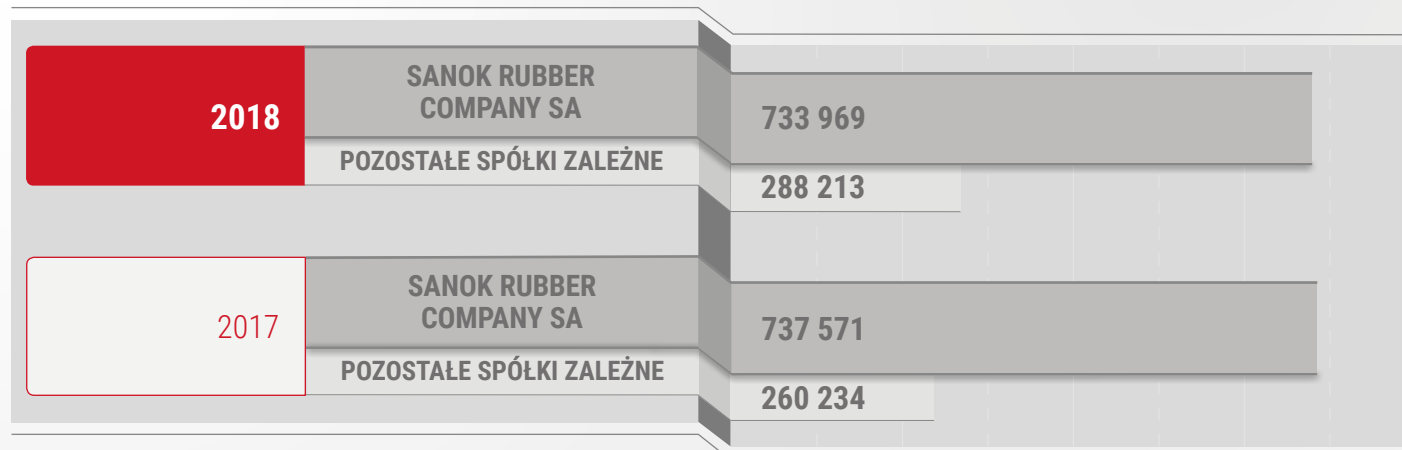 2018
SANOK RUBBER
COMPANY SA
733 969
POZOSTAŁE SPÓŁKI ZALEŻNE
288 213
2017
SANOK RUBBER
COMPANY SA
737 571
POZOSTAŁE SPÓŁKI ZALEŻNE
260 234